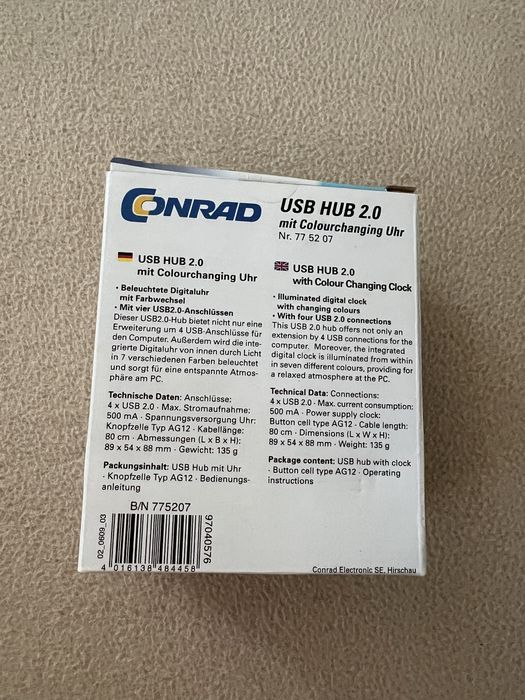 CONRAD
USB HUB 2.0
mit Colourchanging Uhr
Nr. 77 52 07
USB HUB 2.0
mit Colourchanging Uhr
· Beleuchtete Digitaluhr
mit Farbwechsel
· Mit vier USB2.0-Anschlüssen
Dieser USB2.0-Hub bietet nicht nur eine
Erweiterung um 4 USB-Anschlüsse für
den Computer. Außerdem wird die inte-
grierte Digitaluhr von innen durch Licht
in 7 verschiedenen Farben beleuchtet
und sorgt für eine entspannte Atmos-
phäre am PC.
Technische Daten: Anschlüsse:
4 x USB 2.0 · Max. Stromaufnahme:
500 mA · Spannungsversorgung Uhr:
Knopfzelle Typ AG12 · Kabellänge:
80 cm · Abmessungen (L x B x H):
89 x 54 x 88 mm · Gewicht: 135 g
Packungsinhalt: USB Hub mit Uhr
· Knopfzelle Typ AG12 · Bedienungs-
anleitung
USB HUB 2.0
with Colour Changing Clock
· Illuminated digital clock
with changing colours
· With four USB 2.0 connections
This USB 2.0 hub offers not only an
extension by 4 USB connections for the
computer. Moreover, the integrated
digital clock is illuminated from within
in seven different colours, providing for
a relaxed atmosphere at the PC.
Technical Data: Connections:
4 x USB 2.0 · Max. current consumption:
500 mA · Power supply clock:
Button cell type AG12 · Cable length:
80 cm · Dimensions (L x W x H):
89 x 54 x 88 mm · Weight: 135 g
Package content: USB hub with clock
· Button cell type AG12 · Operating
instructions
B/N 775207
02_0609_03
97040576
4 016138 484458
Conrad Electronic SE, Hirschau